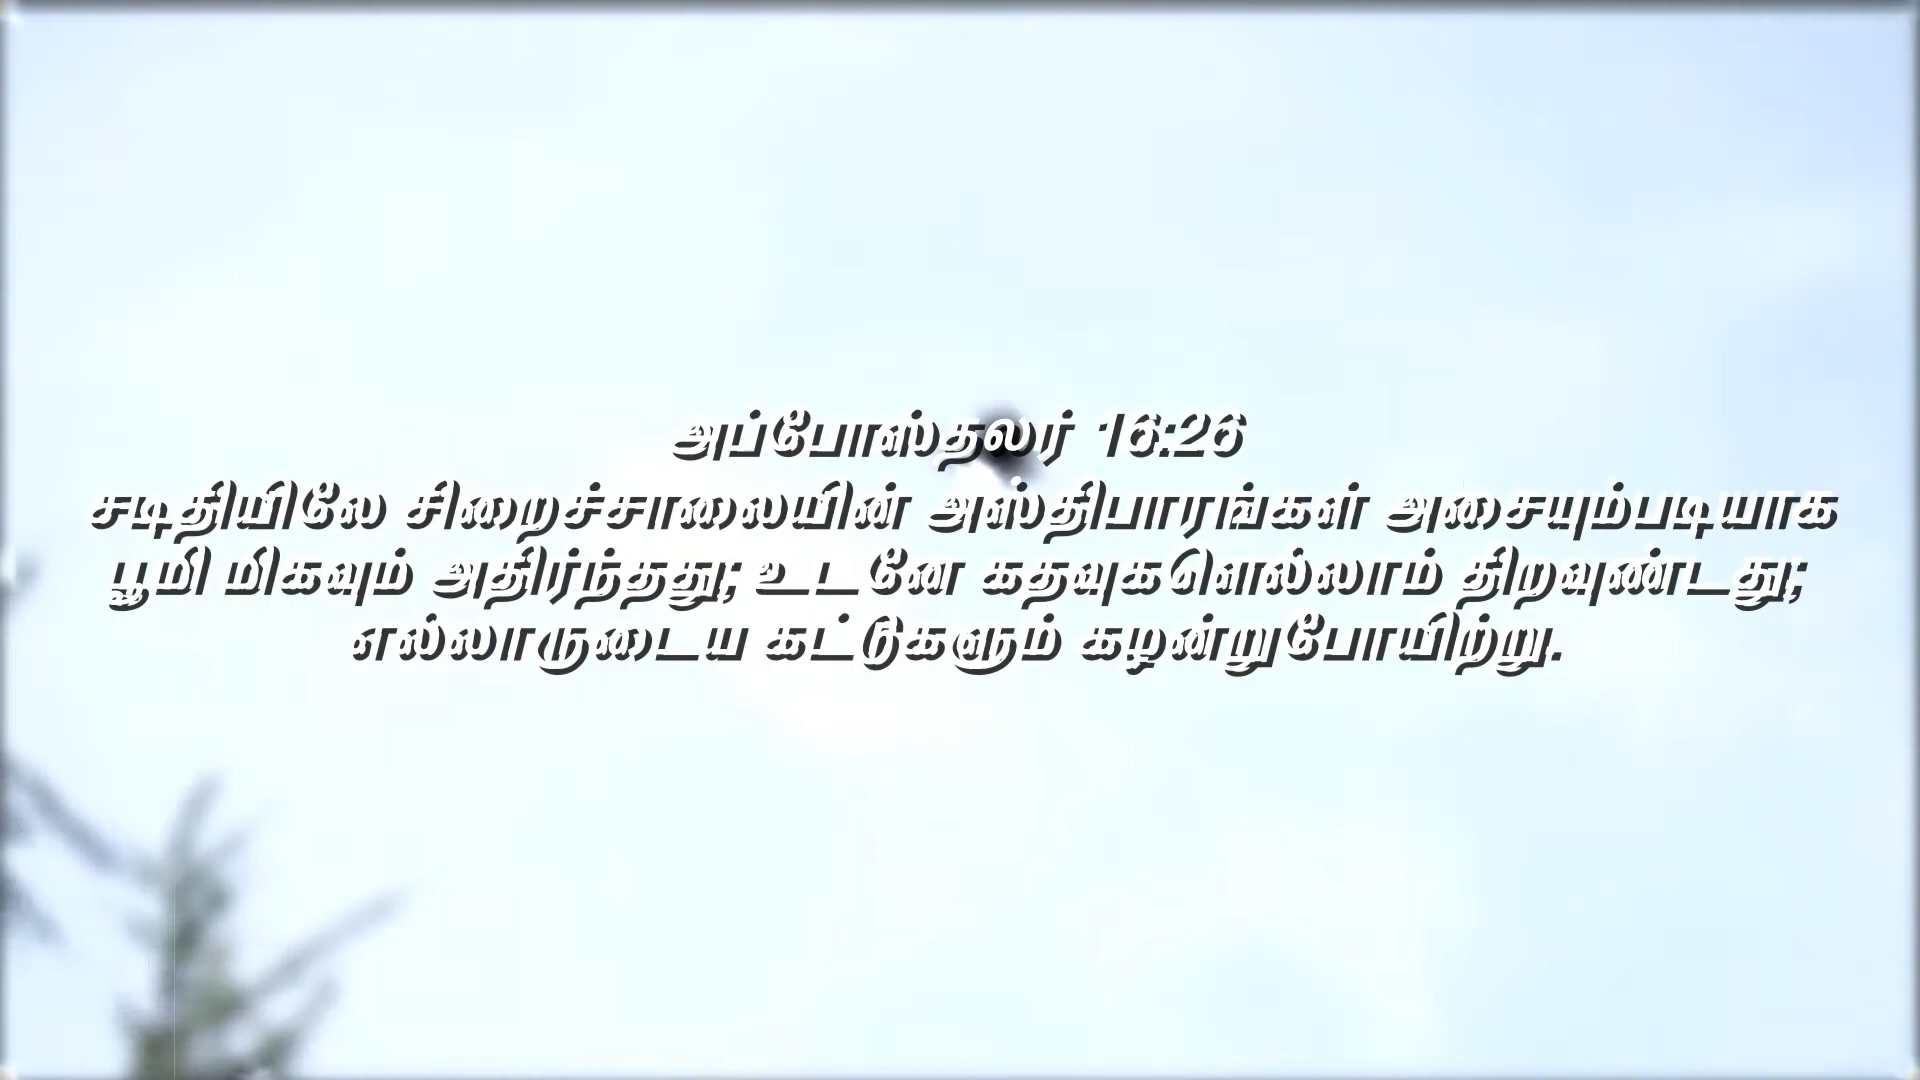 அப்போஸ்தலர் 16:26
சடிதியிலே சிறைச்சாலையின் அஸ்திபாரங்கள் அசையும்படியாக
பூமி மிகவும் அதிர்ந்தது; உடனே கதவுகளெல்லாம் திறவுண்டது;
எல்லாருடைய கட்டுகளும் கழன்றுபோயிற்று.